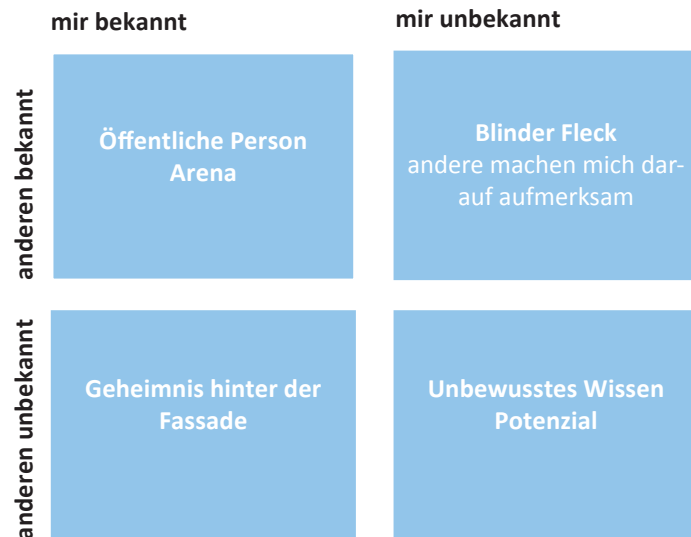 mir bekannt
mir unbekannt
anderen bekannt
Öffentliche Person
Arena
Blinder Fleck
andere machen mich dar-
auf aufmerksam
anderen unbekannt
Geheimnis hinter der
Fassade
Unbewusstes Wissen
Potenzial